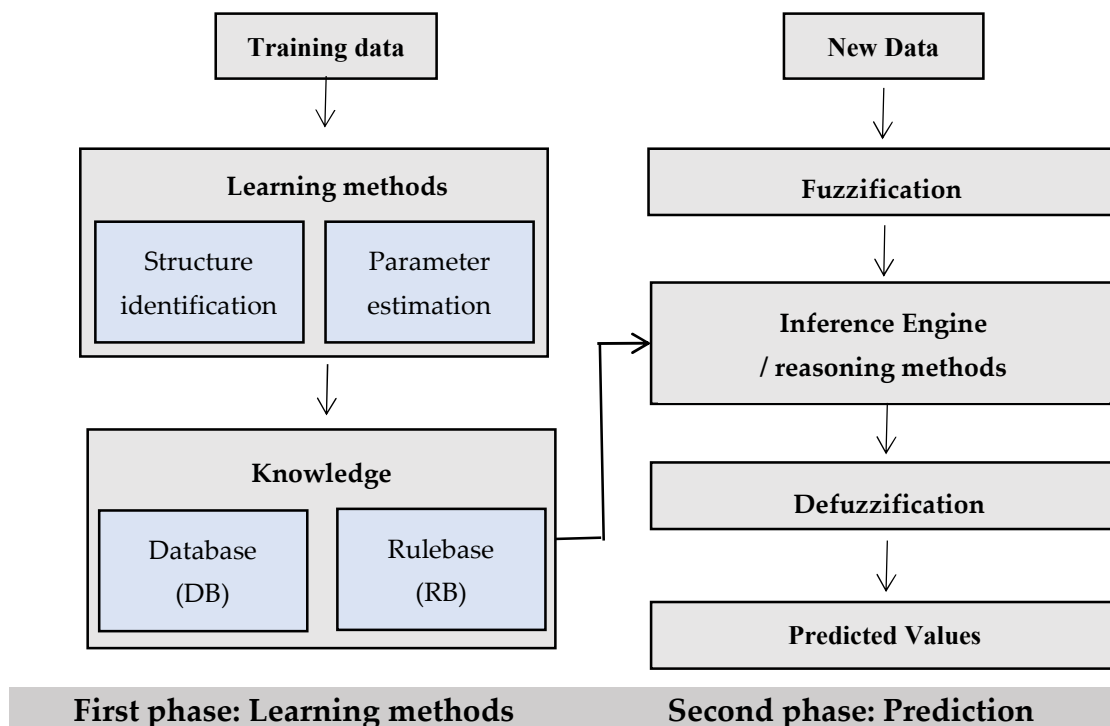 Training data
Learning methods
Structure
identification
Parameter
estimation
Knowledge
Database
(DB)
Rulebase
(RB)
First phase: Learning methods
New Data
Fuzzification
Inference Engine
/ reasoning methods
Defuzzification
Predicted Values
Second phase: Prediction